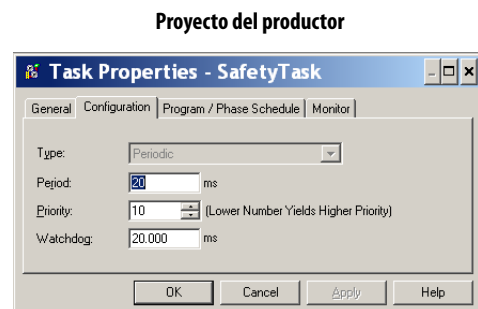 Proyecto del productor
Task Properties - SafetyTask
General Configuration Program / Phase Schedule Monitor
Type: Periodic
Period: 20 ms
Priority: 10 (Lower Number Yields Higher Priority)
Watchdog: 20.000 ms
OK Cancel Apply Help